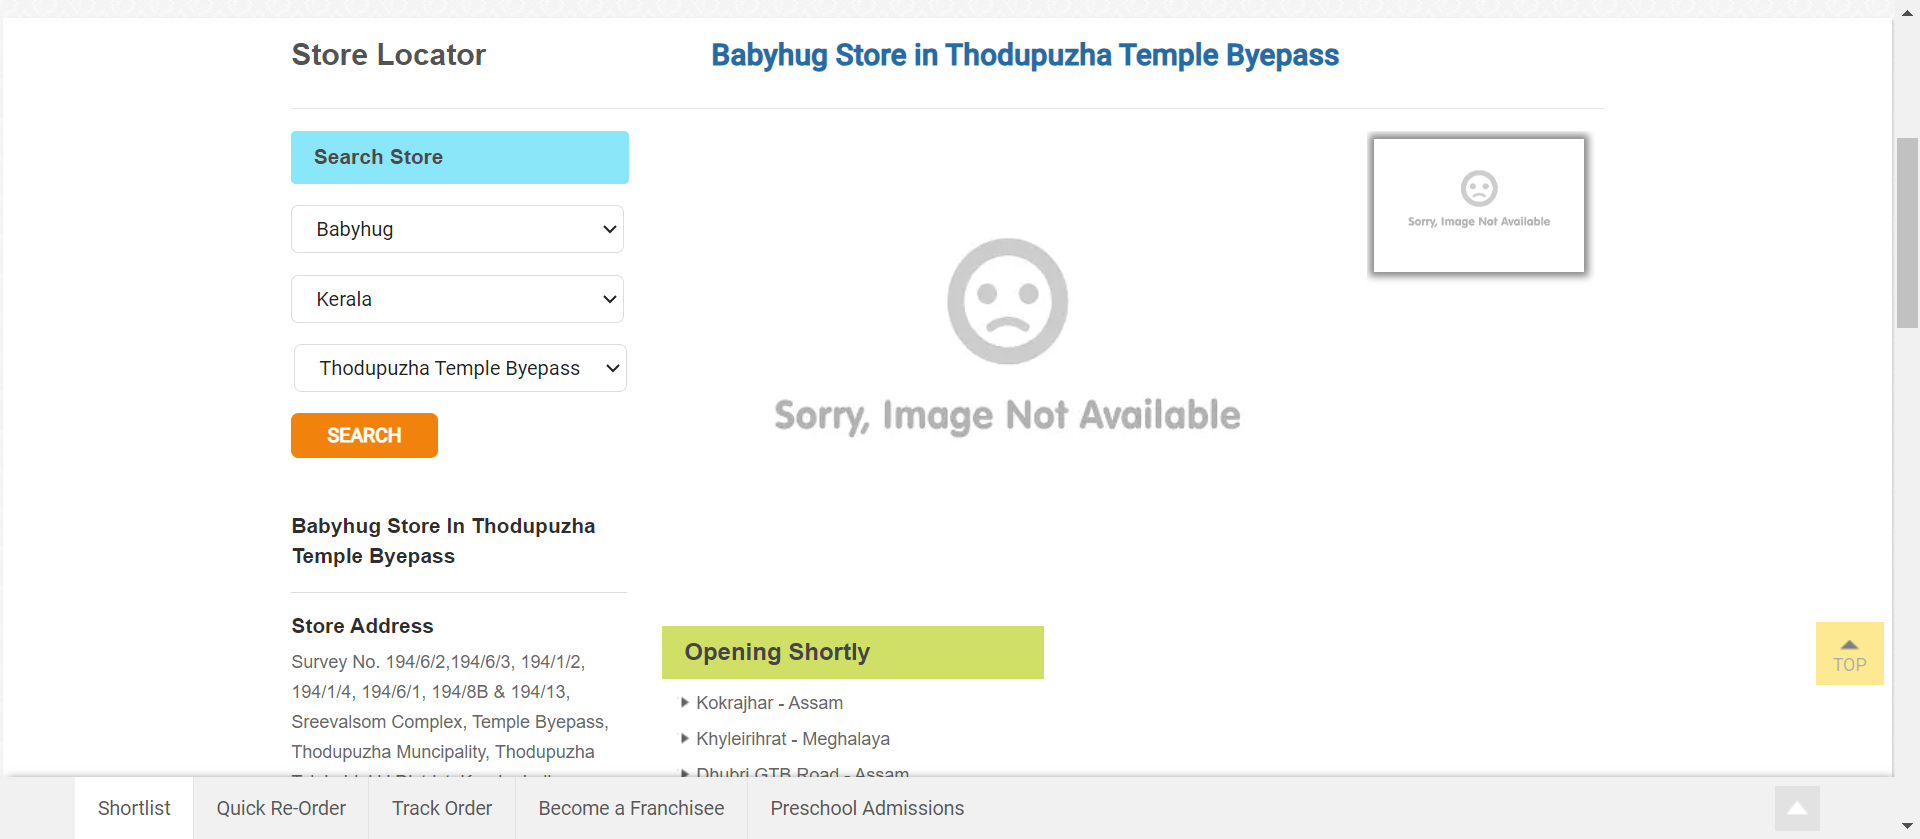 Store Locator
Babyhug Store in Thodupuzha Temple Byepass
Search Store
Babyhug
Kerala
Thodupuzha Temple Byepass
SEARCH
Babyhug Store In Thodupuzha
Temple Byepass
Store Address
Survey No. 194/6/2,194/6/3, 194/1/2,
194/1/4, 194/6/1, 194/8B & 194/13,
Sreevalsom Complex, Temple Byepass,
Thodupuzha Muncipality, Thodupuzha
Sorry, Image Not Available
Sorry, Image Not Available
Opening Shortly
Kokrajhar - Assam
Khyleirihrat - Meghalaya
Dhubri GTB Road - Assam
TOP
Shortlist
Quick Re-Order
Track Order
Become a Franchisee
Preschool Admissions